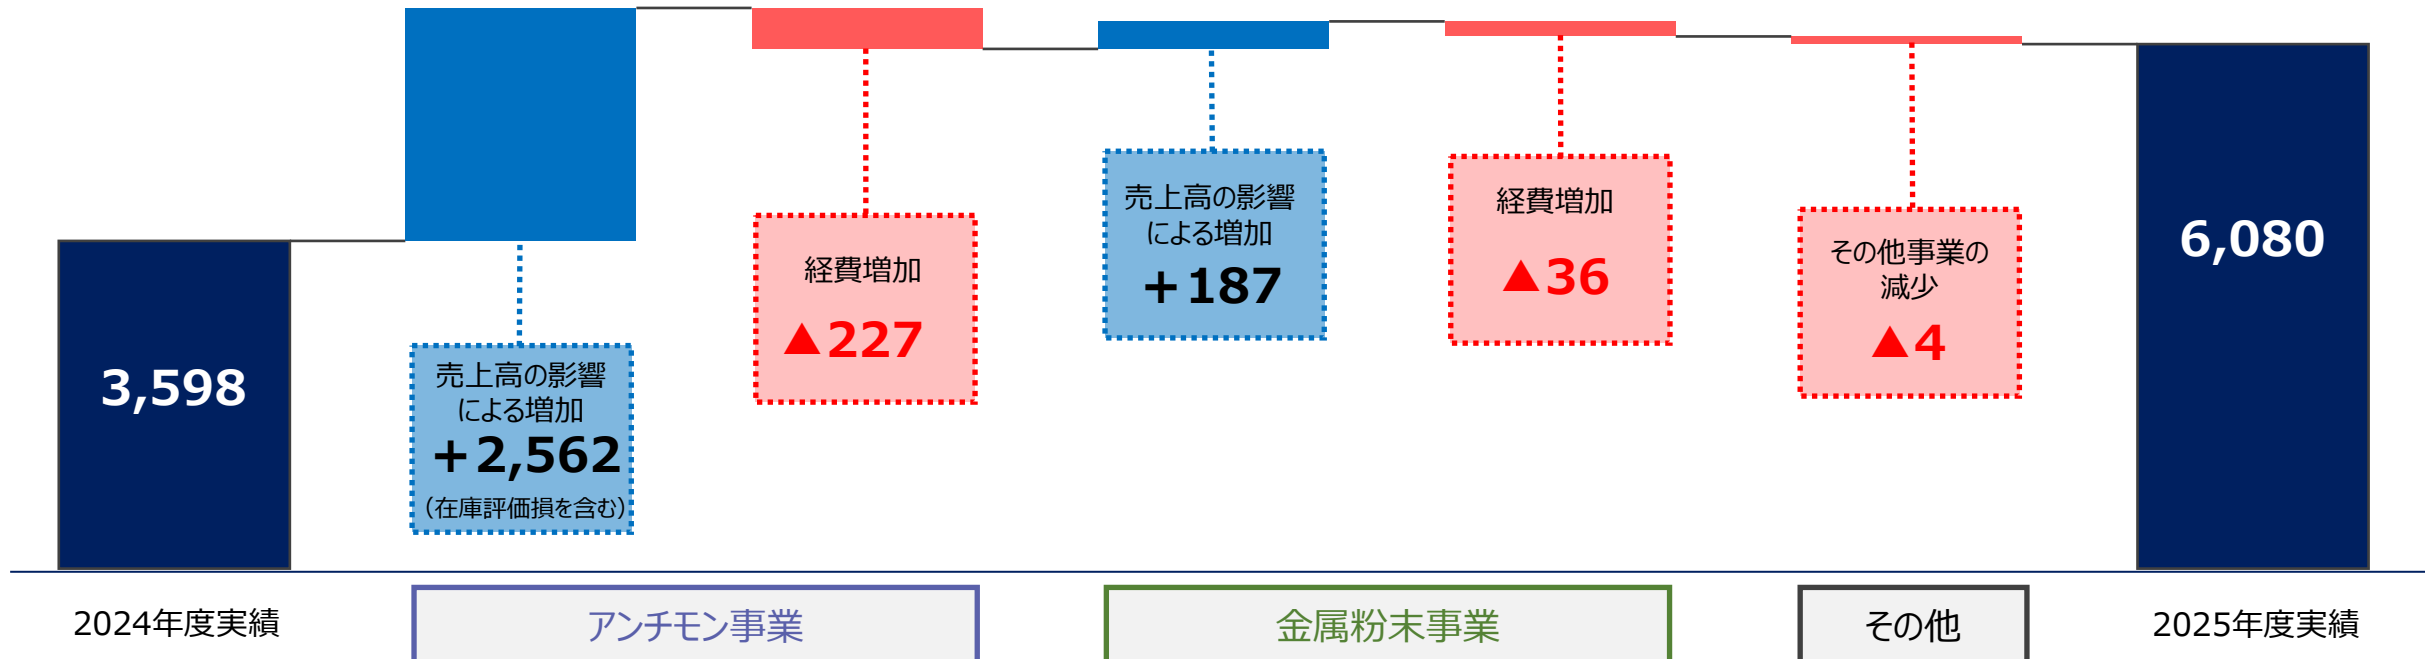 3,598
売上高の影響
による増加
+2,562
(在庫評価損を含む)
経費増加
▲227
売上高の影響
による増加
+187
経費増加
▲36
その他事業の
減少
▲4
6,080
2024年度実績
アンチモン事業
金属粉末事業
その他
2025年度実績